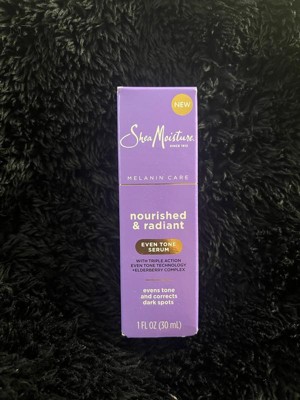 NEW
SheaMoisture
SINCE 1912
MELANIN CARE
nourished
& radiant
EVEN TONE
SERUM
WITH TRIPLE ACTION
EVEN TONE TECHNOLOGY
+ELDERBERRY COMPLEX
evens tone
and corrects
dark spots
1 FL OZ (30 mL)